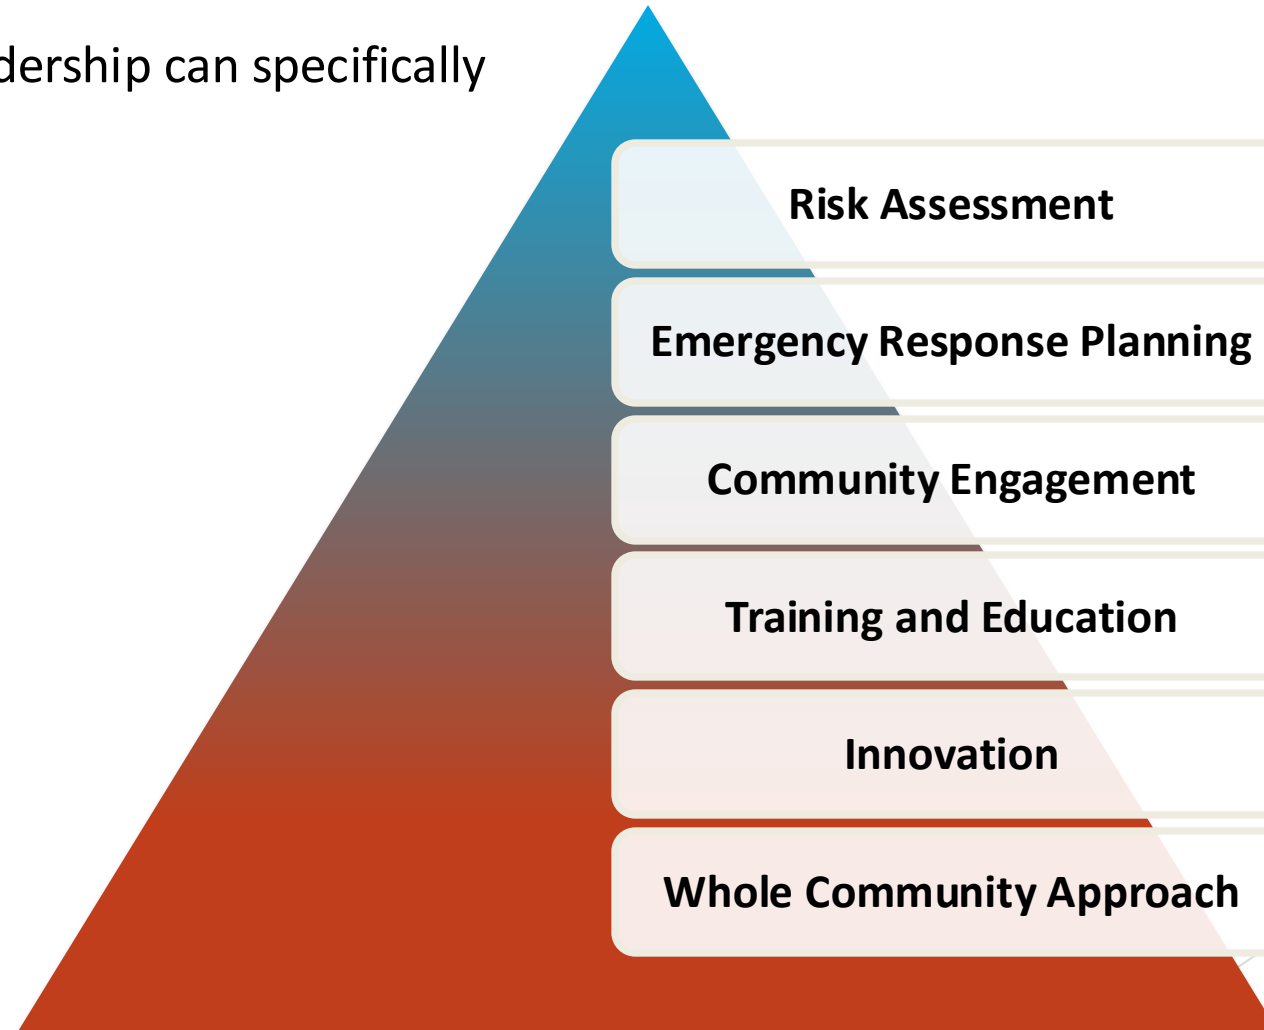 dership can specifically
Risk Assessment
Emergency Response Planning
Community Engagement
Training and Education
Innovation
Whole Community Approach